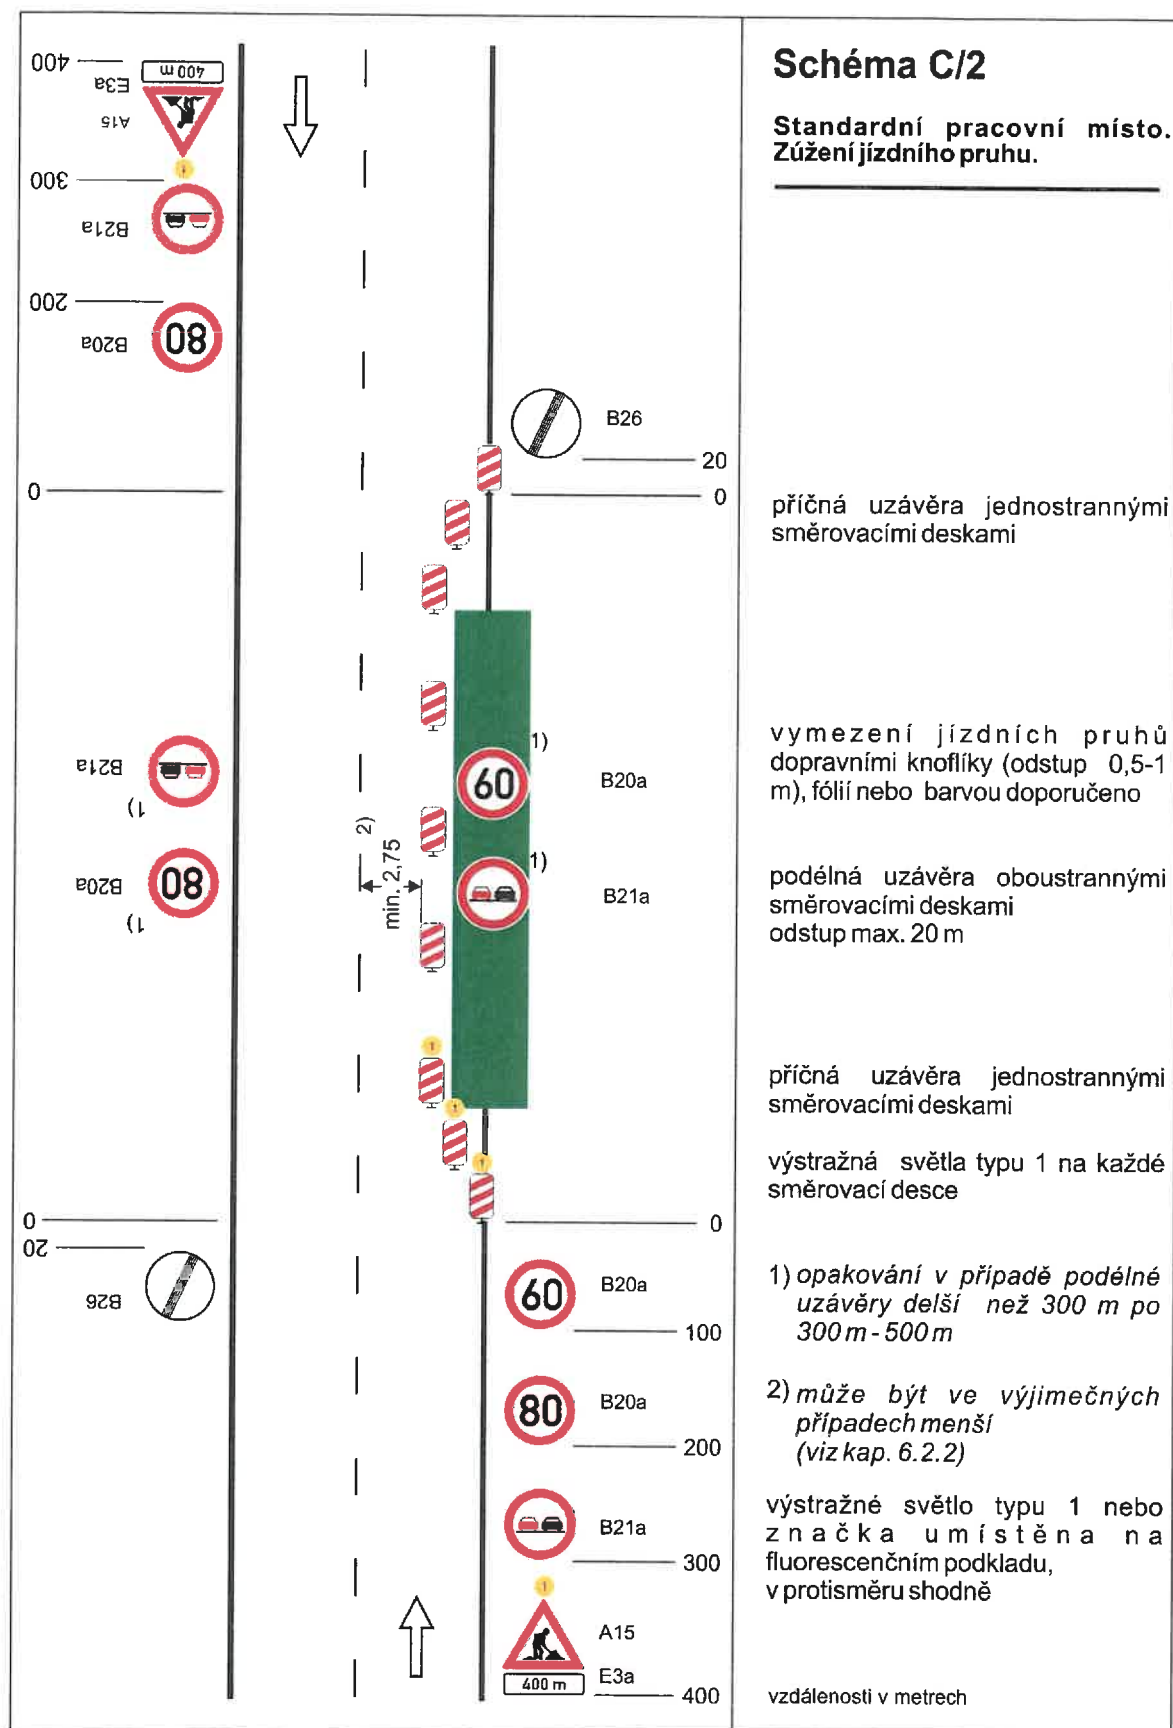 Schéma C/2
Standardní pracovní místo.
Zúžení jízdního pruhu.
400
E3a
400 m
A15
1
300
B21a
200
B20a
80
0
B26
20
0
příčná uzávěra jednostrannými
směrovacími deskami
vymezení jízdních pruhů
dopravními knoflíky (odstup 0,5-1
m), fólií nebo barvou doporučeno
B21a
1)
1)
60
B20a
2)
min. 2,75
B20a
80
1)
1)
B21a
podélná uzávěra oboustrannými
směrovacími deskami
odstup max. 20 m
1
1
1
příčná uzávěra jednostrannými
směrovacími deskami
výstražná světla typu 1 na každé
směrovací desce
0
20
B26
0
60
B20a
100
80
B20a
200
B21a
300
1
A15
E3a
400 m
400
1) opakování v případě podélné
uzávěry delší než 300 m po
300 m - 500 m
2) může být ve výjimečných
případech menší
(viz kap. 6.2.2)
výstražné světlo typu 1 nebo
značka umístěna na
fluorescenčním podkladu,
v protisměru shodně
vzdálenosti v metrech